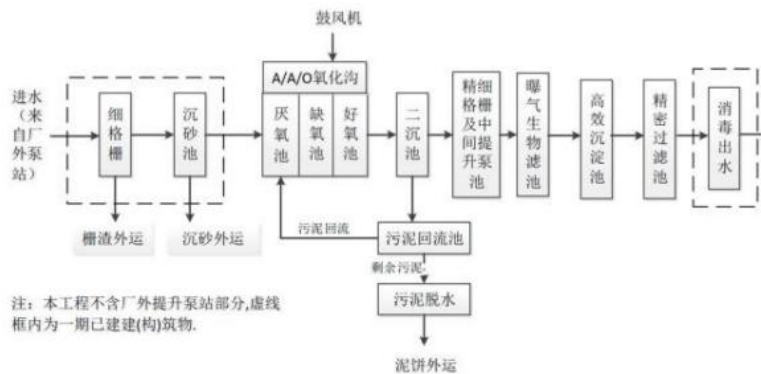 鼓风机
A/A/O氧化沟
进水
（来
自厂
外泵
站）
细格栅
沉砂池
厌氧池
缺氧池
好氧池
二沉池
精细
格栅
及中
间提
升泵
池
曝气生物滤池
高效沉淀池
精密过滤池
消毒出水
栅渣外运
沉砂外运
污泥回流
污泥回流池
剩余污泥
污泥脱水
泥饼外运
注：本工程不含厂外提升泵站部分,虚线
框内为一期已建建(构)筑物.